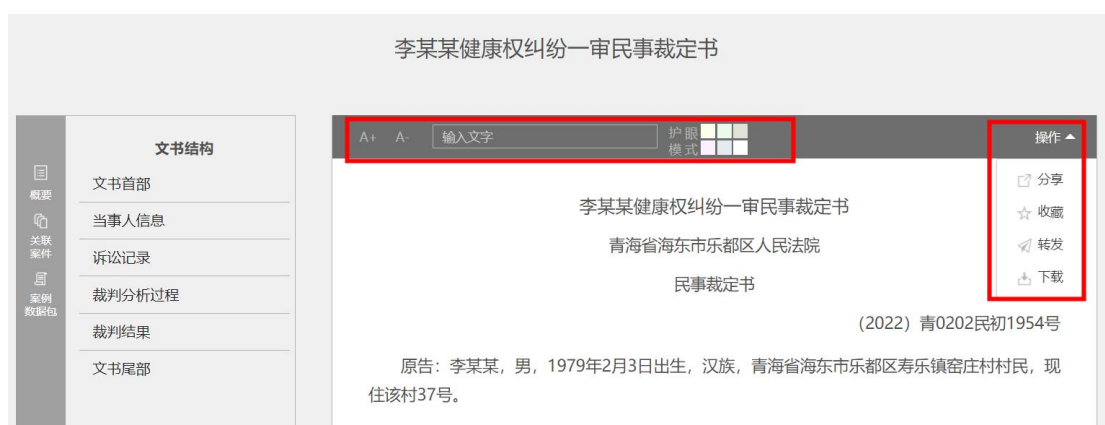 李某某健康权纠纷一审民事裁定书
概要
关联
案件
案例
数据包
文书结构
文书首部
当事人信息
诉讼记录
裁判分析过程
裁判结果
文书尾部
A+ A- 输入文字 护眼
模式
操作
分享
收藏
转发
下载
李某某健康权纠纷一审民事裁定书
青海省海东市乐都区人民法院
民事裁定书
（2022）青0202民初1954号
原告：李某某，男，1979年2月3日出生，汉族，青海省海东市乐都区寿乐镇窑庄村村民，现
住该村37号。